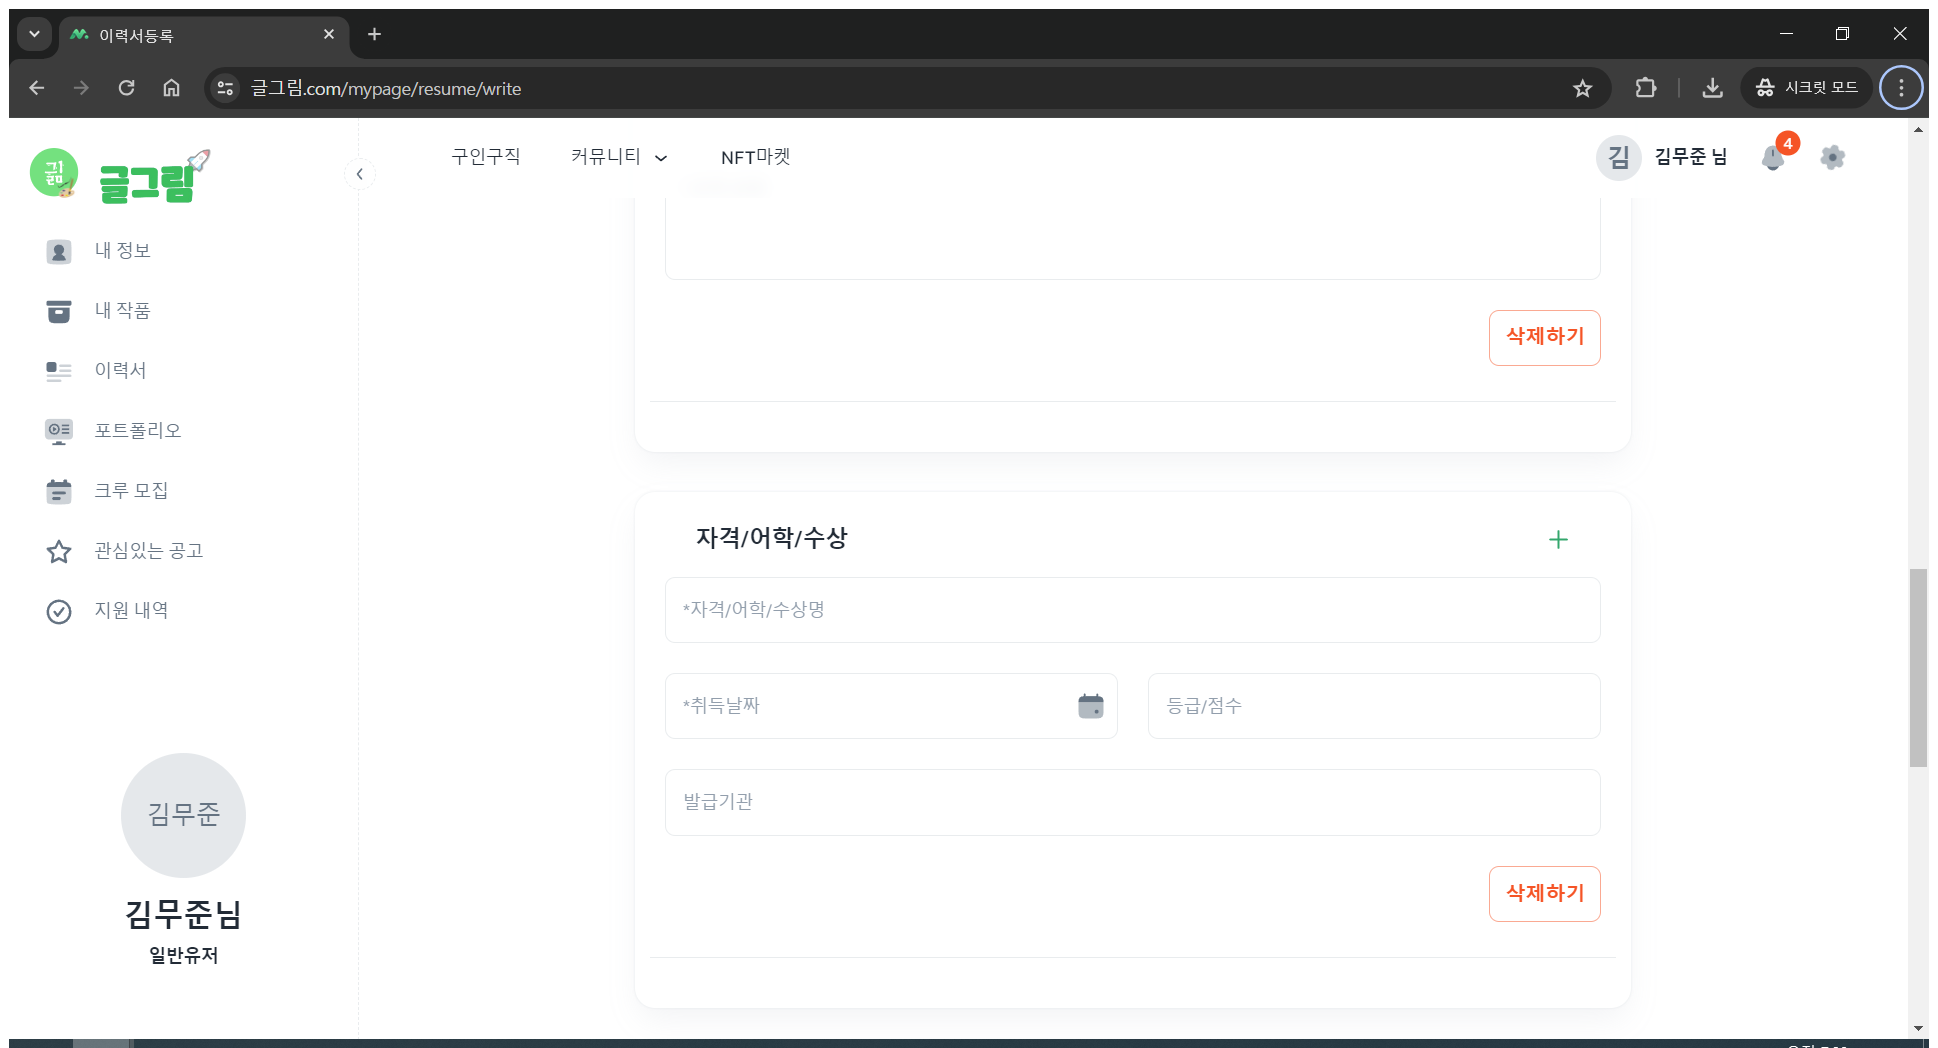 이력서등록
글그림.com/mypage/resume/write
시크릿 모드
글그림
글그림
구인구직
커뮤니티
NFT마켓
김
김무준 님
4
내 정보
내 작품
이력서
포트폴리오
크루 모집
관심있는 공고
지원 내역
김무준
김무준님
일반유저
삭제하기
자격/어학/수상
*자격/어학/수상명
*취득날짜
등급/점수
발급기관
삭제하기